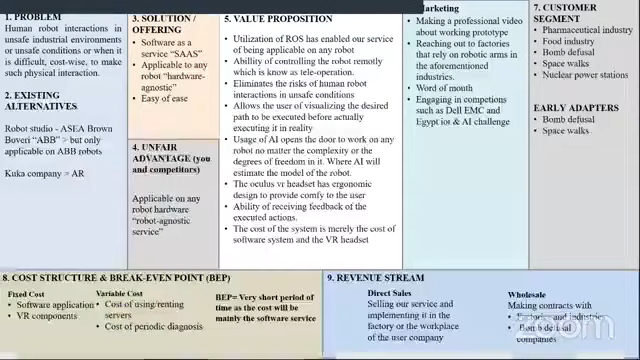 1. PROBLEM
Human robot interactions in
unsafe industrial environments
or unsafe conditions or when it
is difficult, cost-wise, to make
such physical interaction.
2. EXISTING
ALTERNATIVES
Robot studio - ASEA Brown
Boveri “ABB” > but only
applicable on ABB robots
Kuka company > AR
3. SOLUTION /
OFFERING
• Software as a
service “SAAS”
• Applicable to any
robot “hardware-
agnostic”
• Easy of ease
4. UNFAIR
ADVANTAGE (you
and competitors)
Applicable on any
robot hardware
“robot-agnostic
service”
5. VALUE PROPOSITION
• Utilization of ROS has enabled our service
of being applicable on any robot
• Ability of controlling the robot remotly
which is know as tele-operation.
• Eliminates the risks of human robot
interactions in unsafe conditions
• Allows the user of visualizing the desired
path to be executed before actually
executing it in reality
• Usage of AI opens the door to work on any
robot no matter the complexity or the
degrees of freedom in it. Where AI will
estimate the model of the robot.
• The oculus vr headset has ergonomic
design to provide comfy to the user
• Ability of receiving feedback of the
executed actions.
• The cost of the system is merely the cost of
software system and the VR headset
Marketing
• Making a professional video
about working prototype
• Reaching out to factories
that rely on robotic arms in
the aforementioned
industries.
• Word of mouth
• Engaging in competions
such as Dell EMC and
Egypt iot & AI challenge
7. CUSTOMER
SEGMENT
• Pharmaceutical industry
• Food industry
• Bomb defusal
• Space walks
• Nuclear power stations
EARLY ADAPTERS
• Bomb defusal
• Space walks
8. COST STRUCTURE & BREAK-EVEN POINT (BEP)
Fixed Cost
• Software application
• VR components
Variable Cost
• Cost of using/renting
servers
• Cost of periodic diagnosis
BEP= Very short period of
time as the cost will be
mainly the software service
9. REVENUE STREAM
Direct Sales
Selling our service and
implementing it in the
factory or the workplace
of the user company
Wholesale
Making contracts with
• Factories and industries
• Bomb defusal
companies
zoom